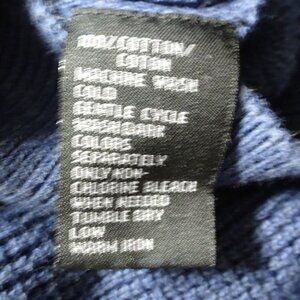 COTTON/
COTON
MACHINE WASH
COLD
GENTLE CYCLE
WASH DARK
COLORS
SEPARATELY
ONLY NON-
CHLORINE BLEACH
WHEN NEEDED
TUMBLE DRY
LOW
WARM IRON